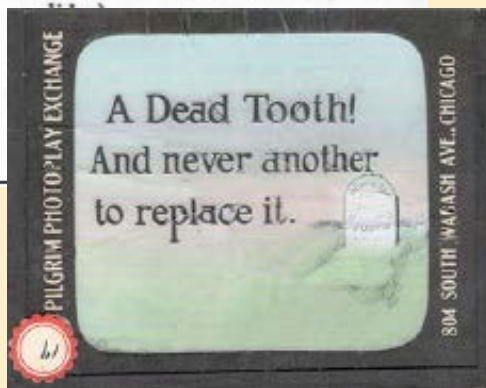 PILGRIM PHOTOPLAY EXCHANGE
A Dead Tooth!
And never another
to replace it.
804 SOUTH WABASH AVE., CHICAGO